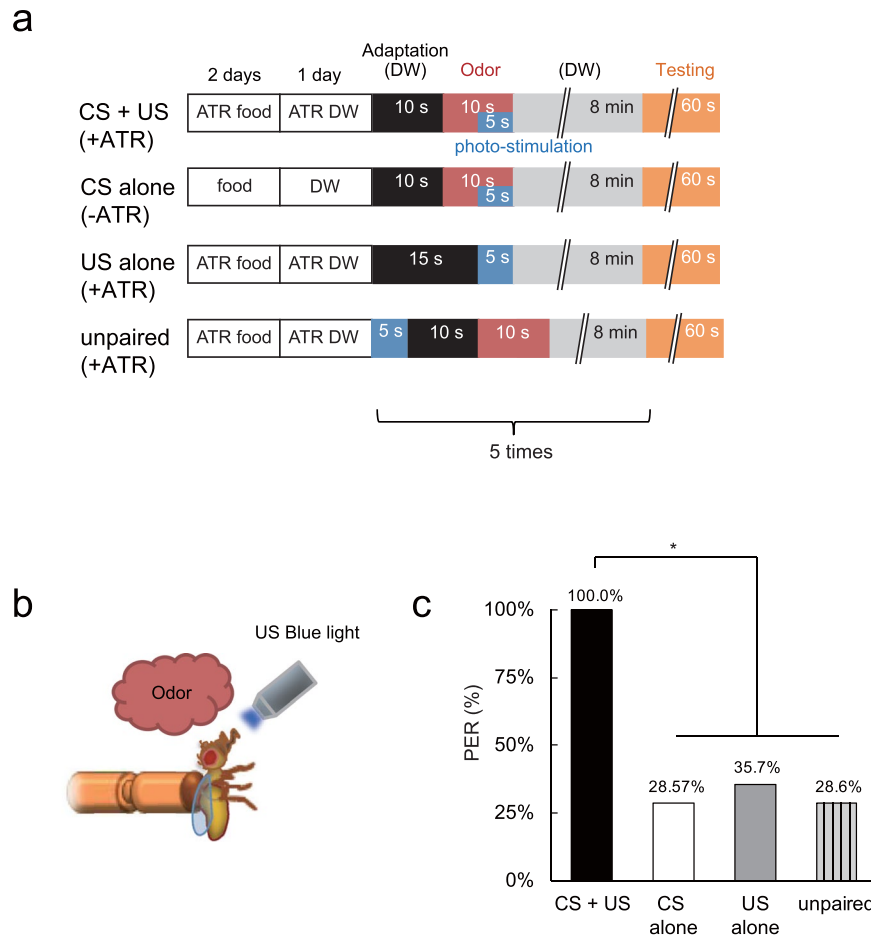 a
2 days
1 day
Adaptation
(DW)
Odor
(DW)
Testing
CS + US
(+ATR)
ATR food
ATR DW
10 s
10 s
5 s
8 min
60 s
photo-stimulation
CS alone
(-ATR)
food
DW
10 s
10 s
5 s
8 min
60 s
US alone
(+ATR)
ATR food
ATR DW
15 s
5 s
8 min
60 s
unpaired
(+ATR)
ATR food
ATR DW
5 s
10 s
10 s
8 min
60 s
5 times
b
US Blue light
Odor
c
*
PER (%)
100%
75%
50%
25%
0%
100.0%
28.57%
35.7%
28.6%
CS + US
CS
alone
US
alone
unpaired